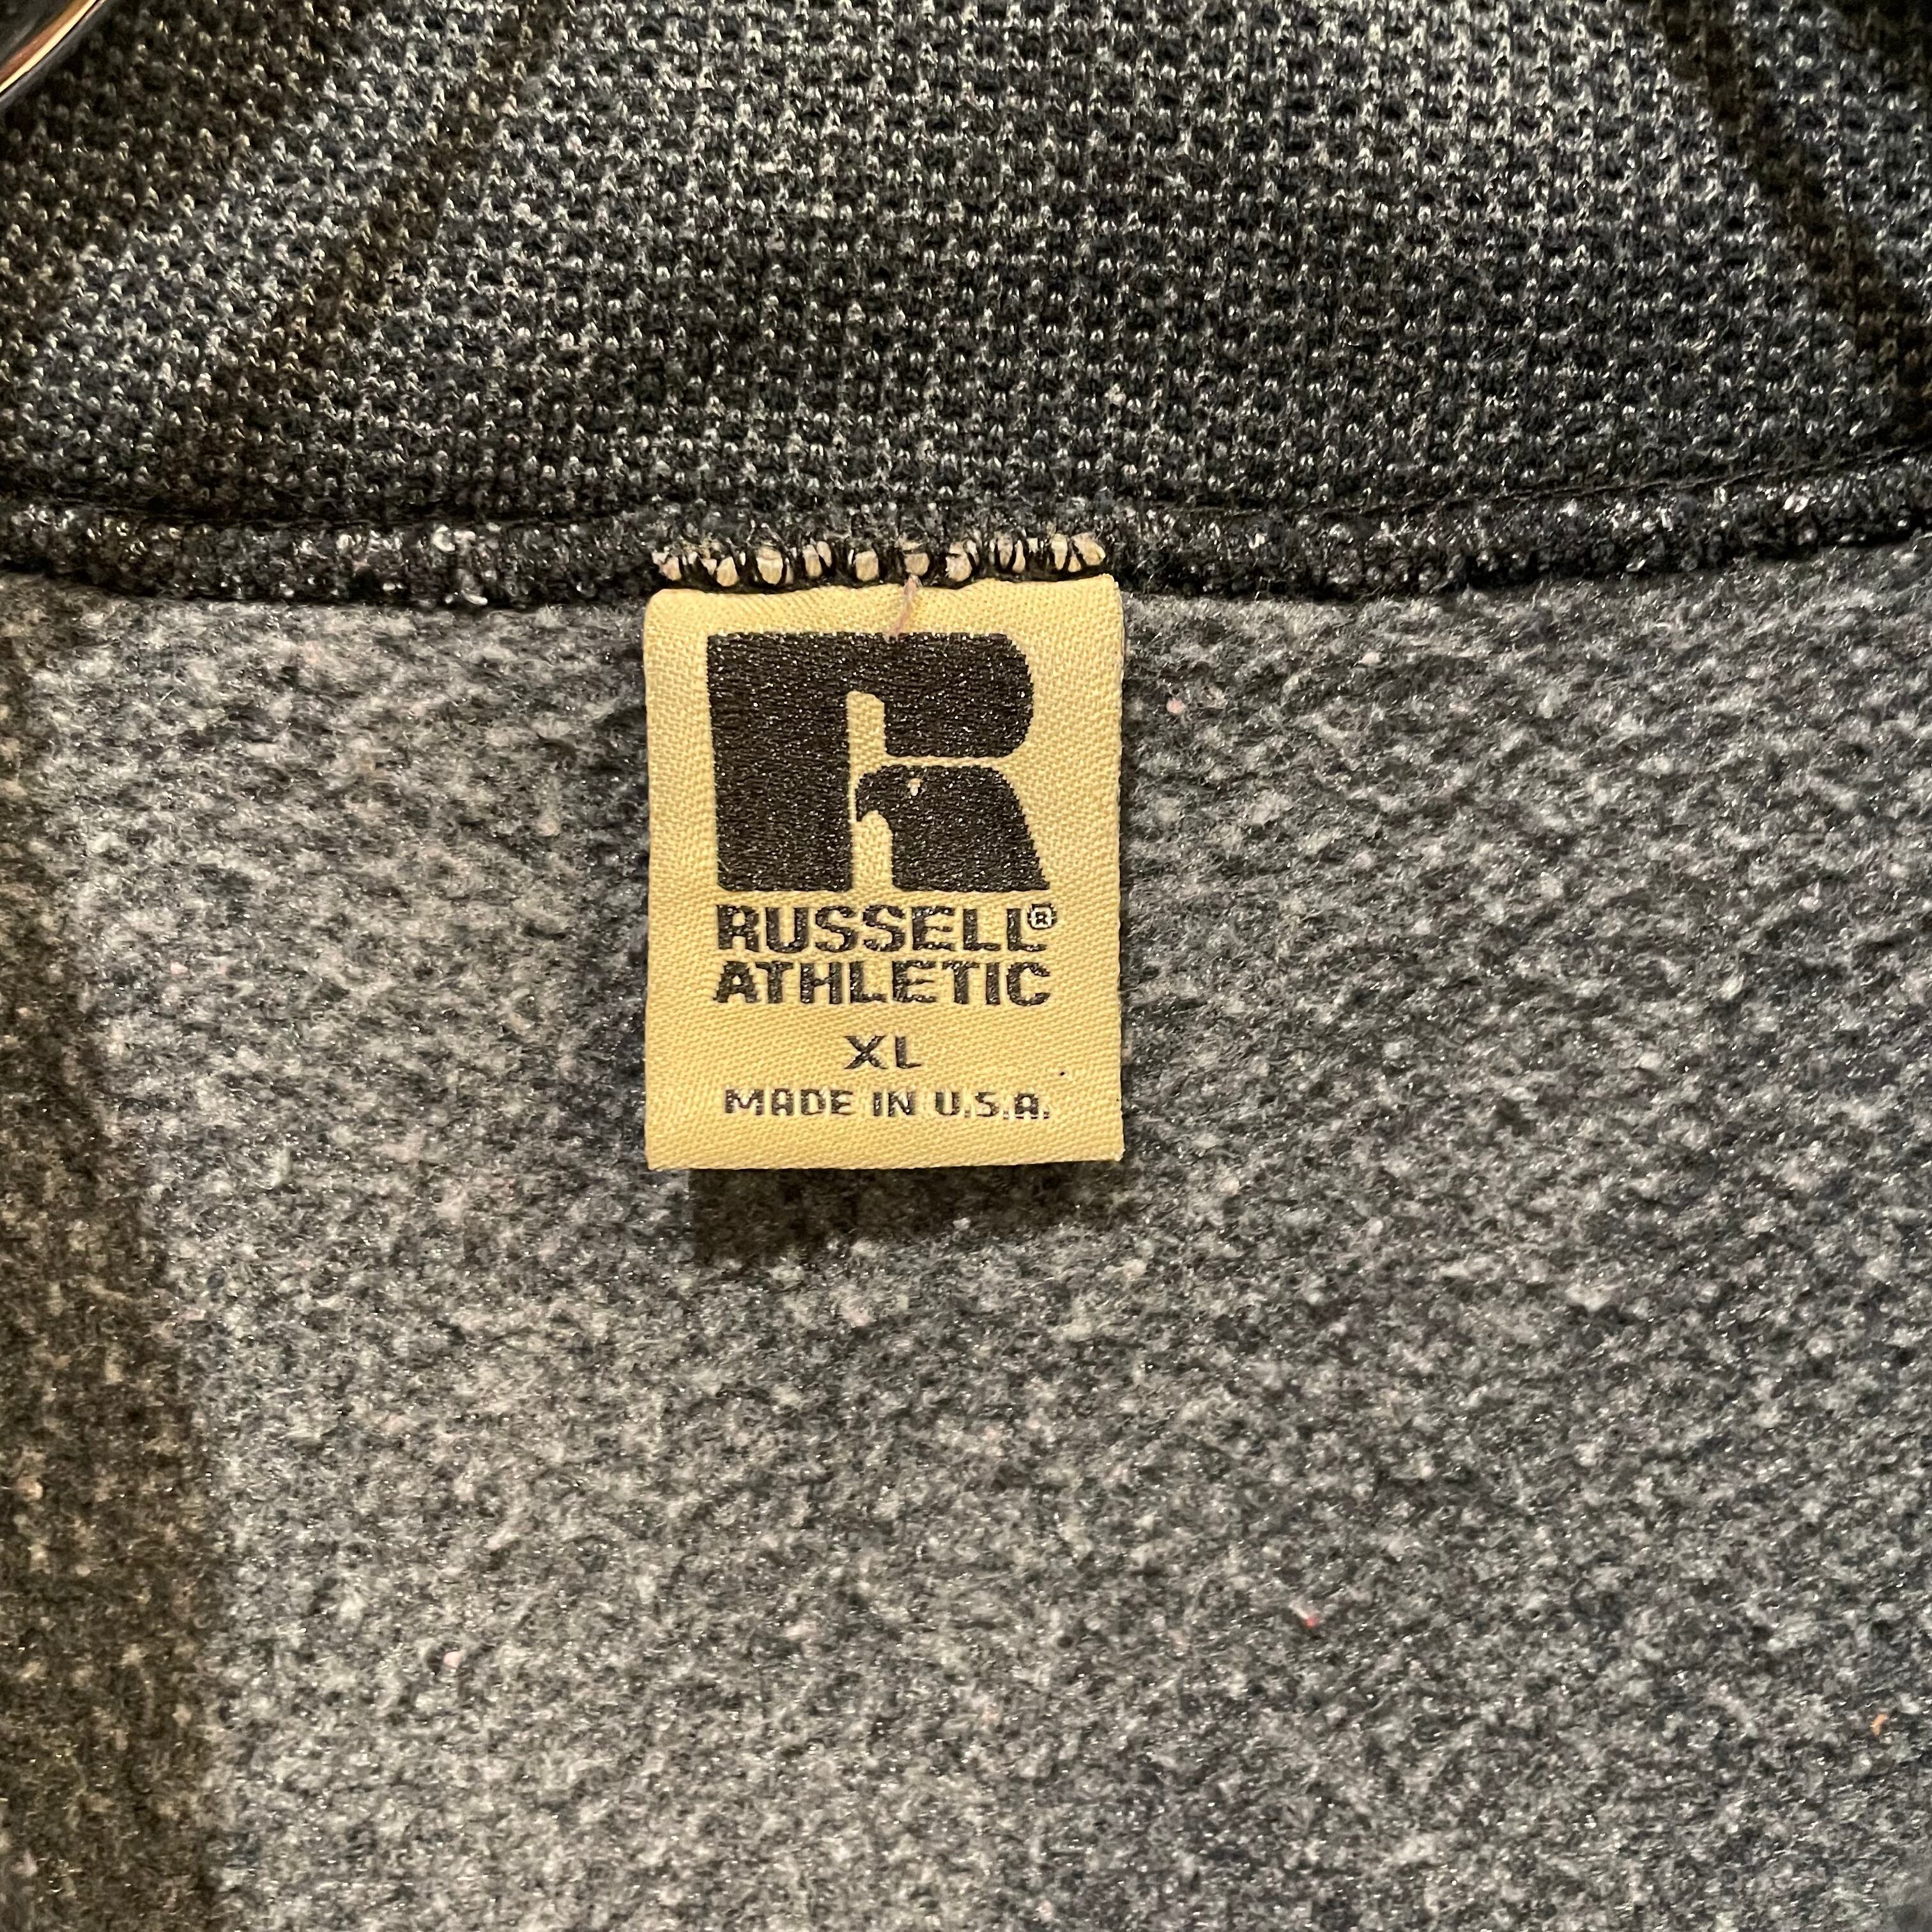 R
RUSSELL®
ATHLETIC
XL
MADE IN U.S.A.